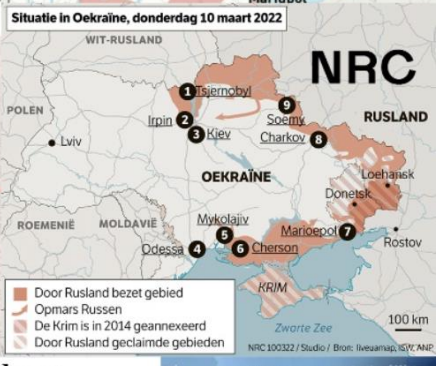 Situatie in Oekraïne, donderdag 10 maart 2022
WIT-RUSLAND
NRC
1 Tsjernobyl
POLEN
Irpin 2
9
Soemy
RUSLAND
3 Kiev
Charkov 8
Lviv
OEKRAÏNE
Loehansk
Donetsk
ROEMENIË
MOLDAVIË
Mykolajiv
Marioepol 7
5
Odessa 4
6 Cherson
Rostov
KRIM
Door Rusland bezet gebied
Opmars Russen
De Krim is in 2014 geannexeerd
Door Rusland geclaimde gebieden
Zwarte Zee
100 km
NRC 100322 / Studio / Bron: liveuamap, ISW, ANP